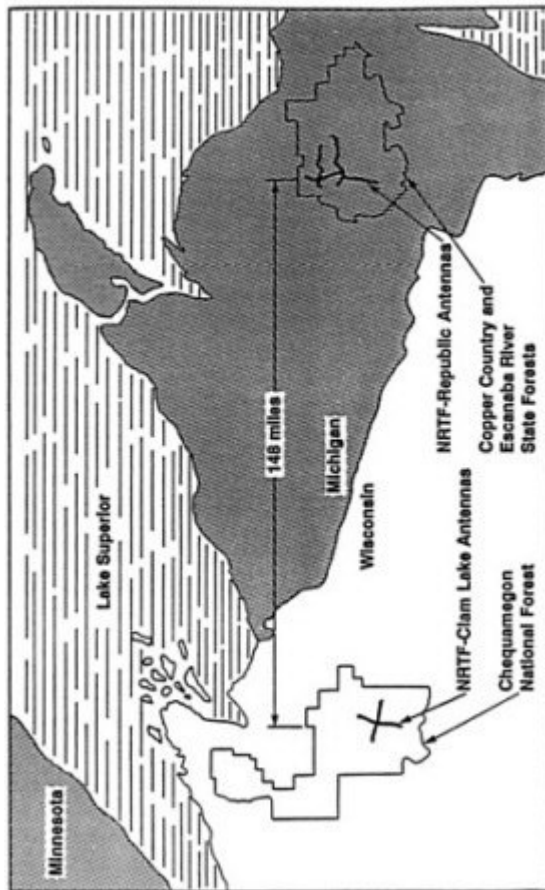 Minnesota
Lake Superior
148 miles
Michigan
Wisconsin
NRTF-Clam Lake Antennas
Chequamegon
National Forest
NRTF-Republic Antennas
Copper Country and
Escanaba River
State Forests